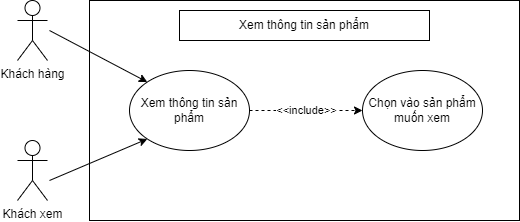 Xem thông tin sản phẩm
Khách hàng
Xem thông tin sản
phẩm
<<include>>
Chọn vào sản phẩm
muốn xem
Khách xem